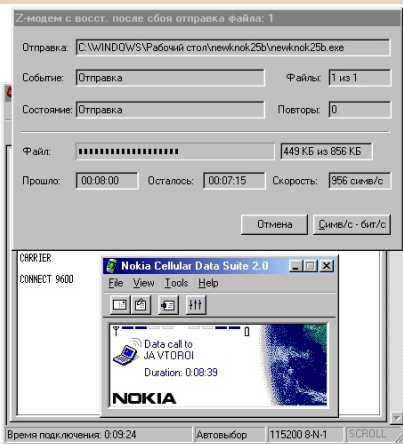 Z-модем с восст. после сбоя отправка файла: 1
Отправка: C:\WINDOWS\Рабочий стол\newknok25b\newknok25b.exe
Событие: Отправка Файлы: 1 из 1
Состояние: Отправка Повторы: 0
Файл: 449 КБ из 856 КБ
Прошло: 00:08:00 Осталось: 00:07:15 Скорость: 956 симв/с
Отмена Симв/с - бит/с
CARRIER
CONNECT 9600
Nokia Cellular Data Suite 2.0
File View Tools Help
Data call to
JA VTOROI
Duration: 0:08:39
NOKIA
Время подключения: 0:09:24 Автовыбор 115200 8-N-1 SCROLL